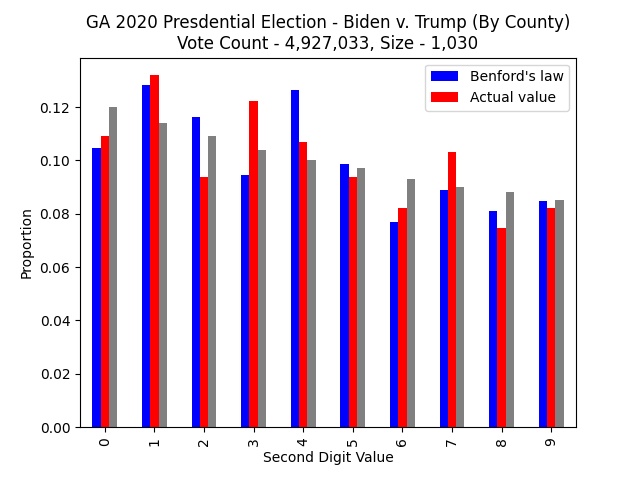 GA 2020 Presdential Election - Biden v. Trump (By County)
Vote Count - 4,927,033, Size - 1,030
Benford's law
Actual value
0.12
0.10
0.08
0.06
0.04
0.02
0.00
Proportion
0 1 2 3 4 5 6 7 8 9
Second Digit Value